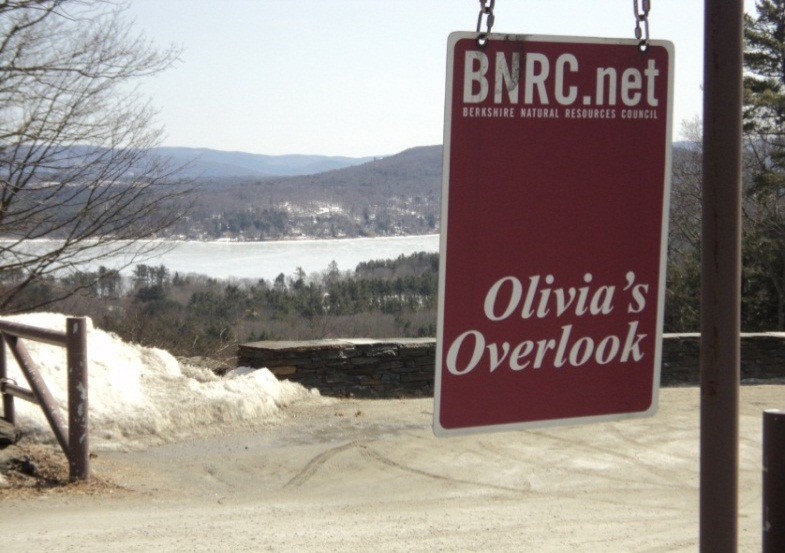 BNRC.net
BERKSHIRE NATURAL RESOURCES COUNCIL
Olivia's
Overlook